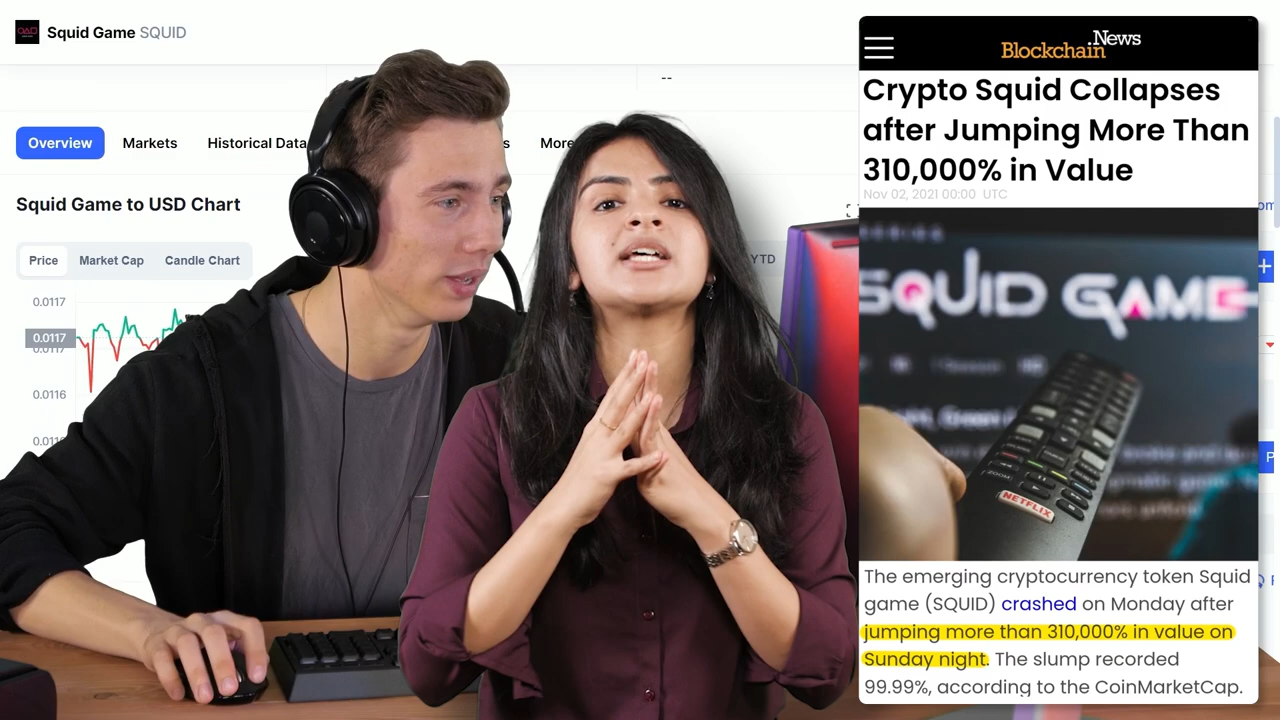 Squid Game SQUID
--
Overview Markets Historical Data More
Squid Game to USD Chart
Price Market Cap Candle Chart
YTD
0.0117
0.0117
0.0117
0.0116
Blockchain.News
Crypto Squid Collapses
after Jumping More Than
310,000% in Value
Nov 02, 2021 00:00 UTC
SERIES
SQUID GAME
ZOOM
NETFLIX
The emerging cryptocurrency token Squid
game (SQUID) crashed on Monday after
jumping more than 310,000% in value on
Sunday night. The slump recorded
99.99%, according to the CoinMarketCap.